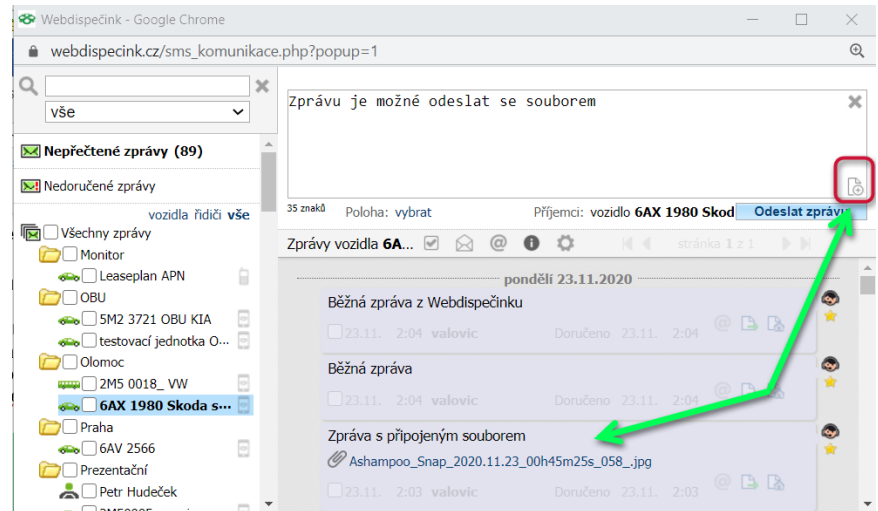 Webdispečink - Google Chrome
webdispecink.cz/sms_komunikace.php?popup=1
vše
Nepřečtené zprávy (89)
Nedoručené zprávy
vozidla řidiči vše
Všechny zprávy
Monitor
Leaseplan APN
OBU
5M2 3721 OBU KIA
testovací jednotka O...
Olomoc
2M5 0018_ VW
6AX 1980 Skoda s...
Praha
6AV 2566
Prezentační
Petr Hudeček
Zprávu je možné odeslat se souborem
35 znaků Poloha: vybrat Příjemci: vozidlo 6AX 1980 Skod Odeslat zprávu
Zprávy vozidla 6A... @ stránka 1 z 1
pondělí 23.11.2020
Běžná zpráva z Webdispečinku
23.11. 2:04 valovic Doručeno 23.11. 2:04 @
Běžná zpráva
23.11. 2:04 valovic Doručeno 23.11. 2:04 @
Zpráva s připojeným souborem
Ashampoo_Snap_2020.11.23_00h45m25s_058_.jpg
23.11. 2:03 valovic Doručeno 23.11. 2:03 @